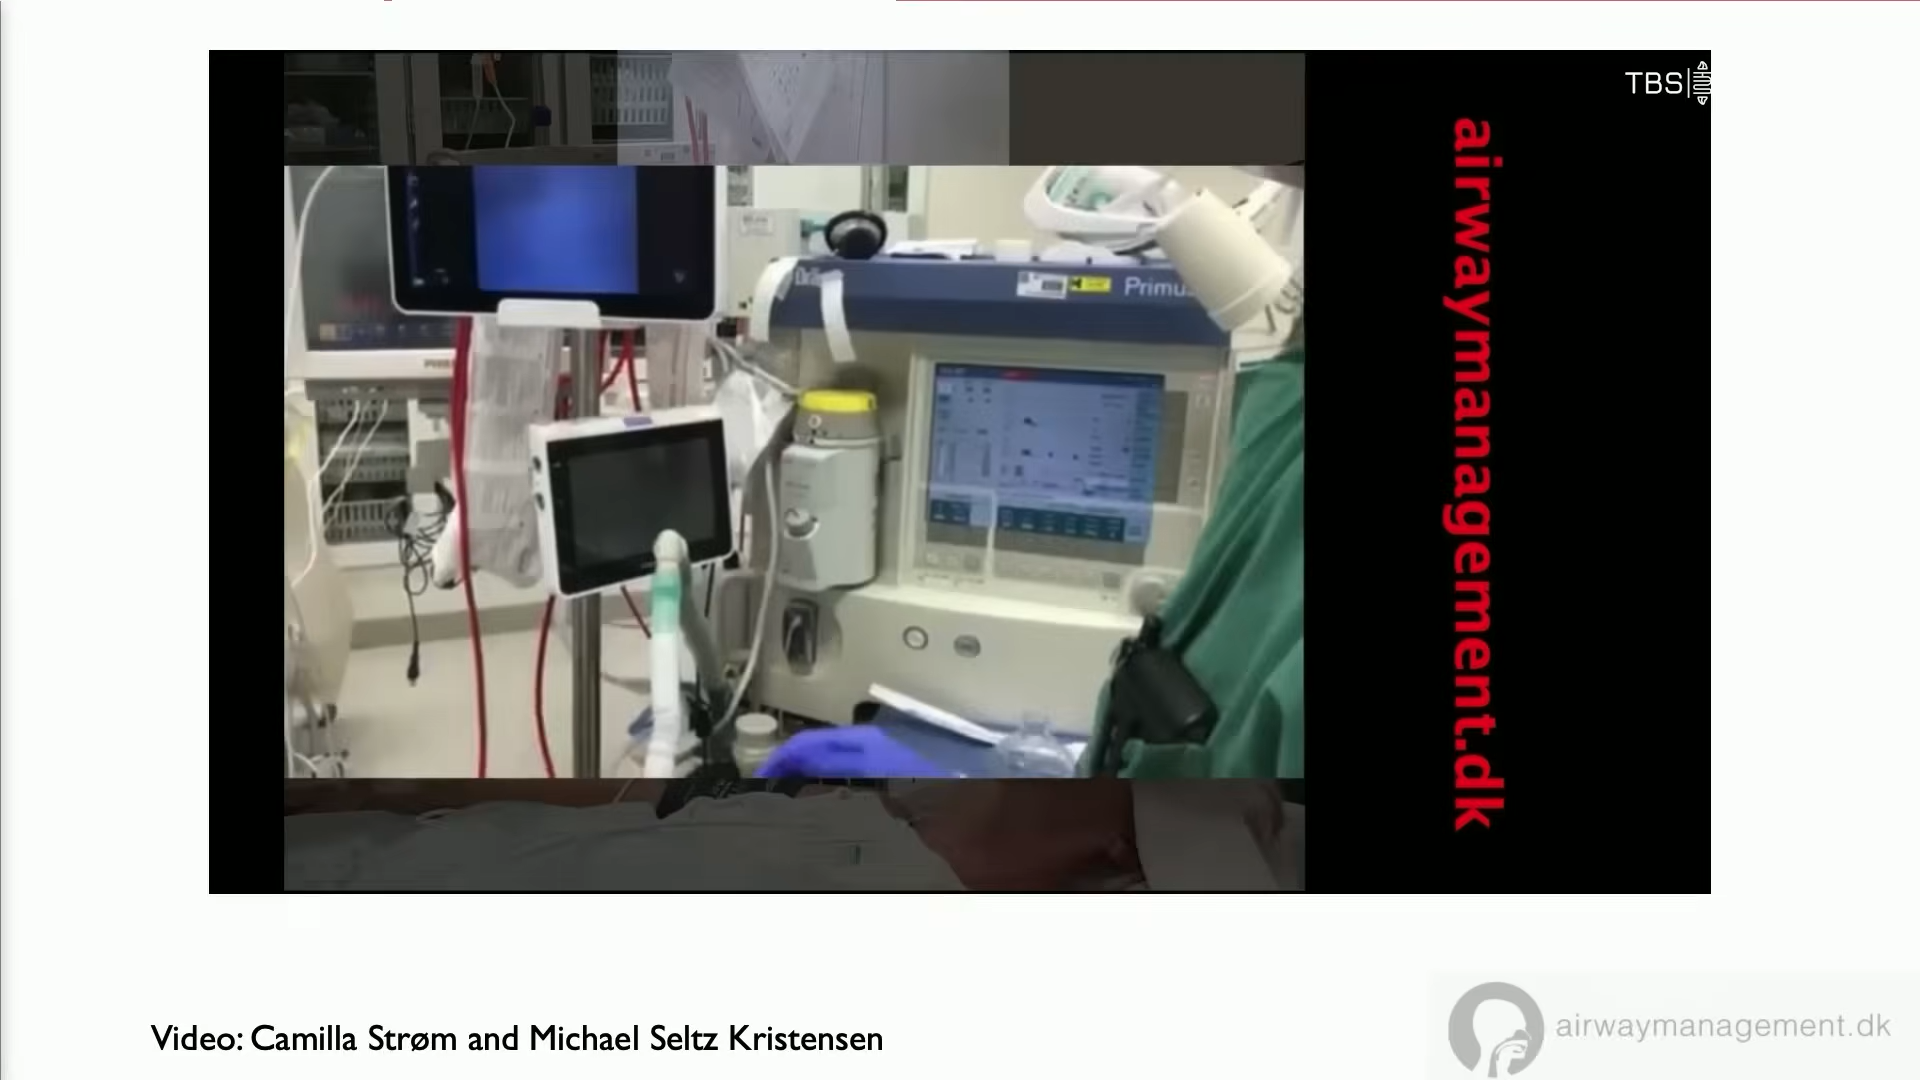 TBS
airwaymanagement.dk
Primus
Video: Camilla Strøm and Michael Seltz Kristensen
airwaymanagement.dk